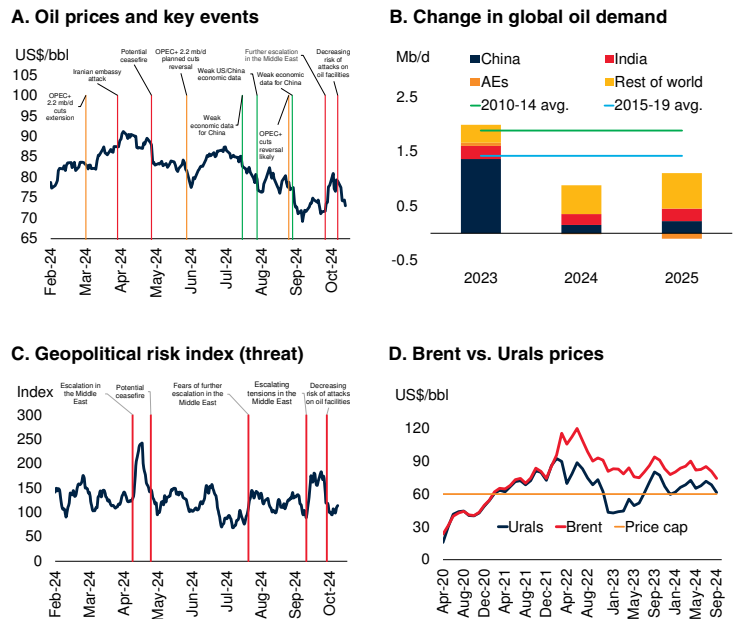 A. Oil prices and key events
US$/bbl
105
100
95
90
85
80
75
70
65
OPEC+
2.2 mb/d
cuts
extension
Iranian embassy
attack
Potential
ceasefire
OPEC+ 2.2 mb/d
planned cuts
reversal
Weak
economic data
for China
Weak US/China
economic data
Further escalation
in the Middle East
Weak economic
data for China
OPEC+
cuts
reversal
likely
Decreasing
risk of
attacks on
oil facilities
Feb-24
Mar-24
Apr-24
May-24
Jun-24
Jul-24
Aug-24
Sep-24
Oct-24
B. Change in global oil demand
Mb/d
China
India
AEs
Rest of world
2010-14 avg.
2015-19 avg.
2.5
1.5
0.5
-0.5
2023
2024
2025
C. Geopolitical risk index (threat)
Index
300
250
200
150
100
50
0
Escalation in
the Middle
East
Potential
ceasefire
Fears of further
escalation in the
Middle East
Escalating
tensions in the
Middle East
Decreasing
risk of attacks
on oil facilities
Feb-24
Mar-24
Apr-24
May-24
Jun-24
Jul-24
Aug-24
Sep-24
Oct-24
D. Brent vs. Urals prices
US$/bbl
120
90
60
30
0
Urals
Brent
Price cap
Apr-20
Aug-20
Dec-20
Apr-21
Aug-21
Dec-21
Apr-22
Aug-22
Jan-23
May-23
Sep-23
Jan-24
May-24
Sep-24